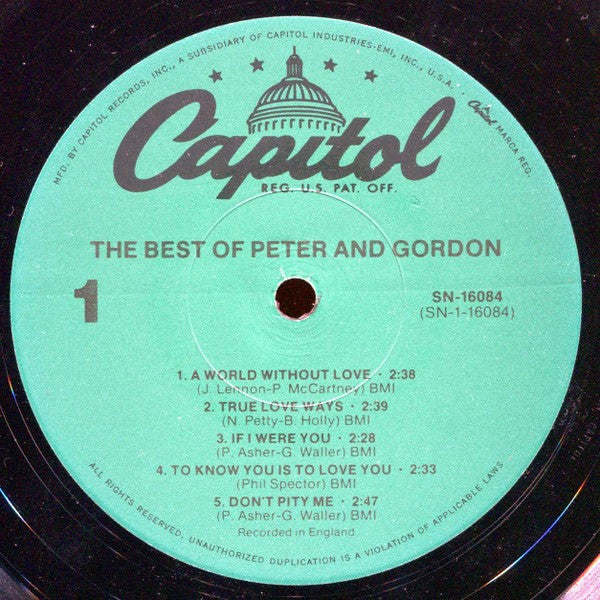 MFD. BY CAPITOL RECORDS, INC., A SUBSIDIARY OF CAPITOL INDUSTRIES-EMI, INC., U.S.A. • Capitol MARCA REG.
Capitol
REG. U.S. PAT. OFF.
THE BEST OF PETER AND GORDON
1
SN-16084
(SN-1-16084)
1. A WORLD WITHOUT LOVE · 2:38
(J. Lennon-P. McCartney) BMI
2. TRUE LOVE WAYS · 2:39
(N. Petty-B. Holly) BMI
3. IF I WERE YOU · 2:28
(P. Asher-G. Waller) BMI
4. TO KNOW YOU IS TO LOVE YOU · 2:33
(Phil Spector) BMI
5. DON'T PITY ME · 2:47
(P. Asher-G. Waller) BMI
Recorded in England
ALL RIGHTS RESERVED. UNAUTHORIZED DUPLICATION IS A VIOLATION OF APPLICABLE LAWS